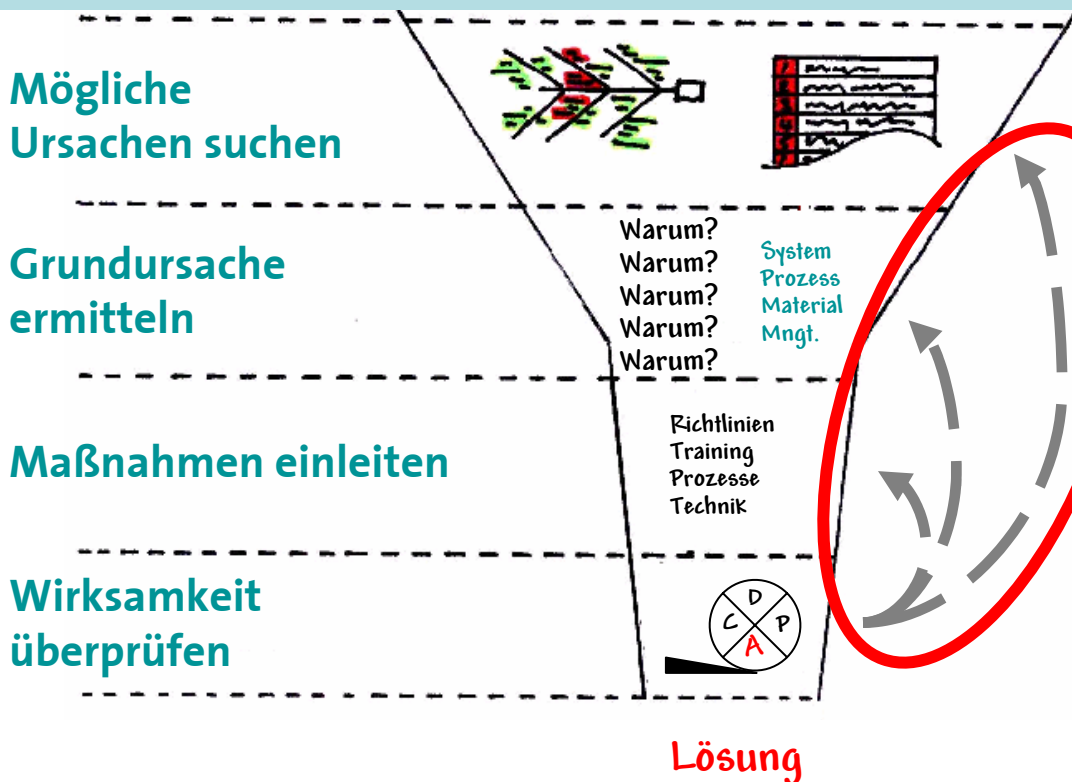 Mögliche
Ursachen suchen
Grundursache
ermitteln
Warum?
Warum?
Warum?
Warum?
Warum?
System
Prozess
Material
Mngt.
Maßnahmen einleiten
Richtlinien
Training
Prozesse
Technik
Wirksamkeit
überprüfen
D
C P
A
Lösung